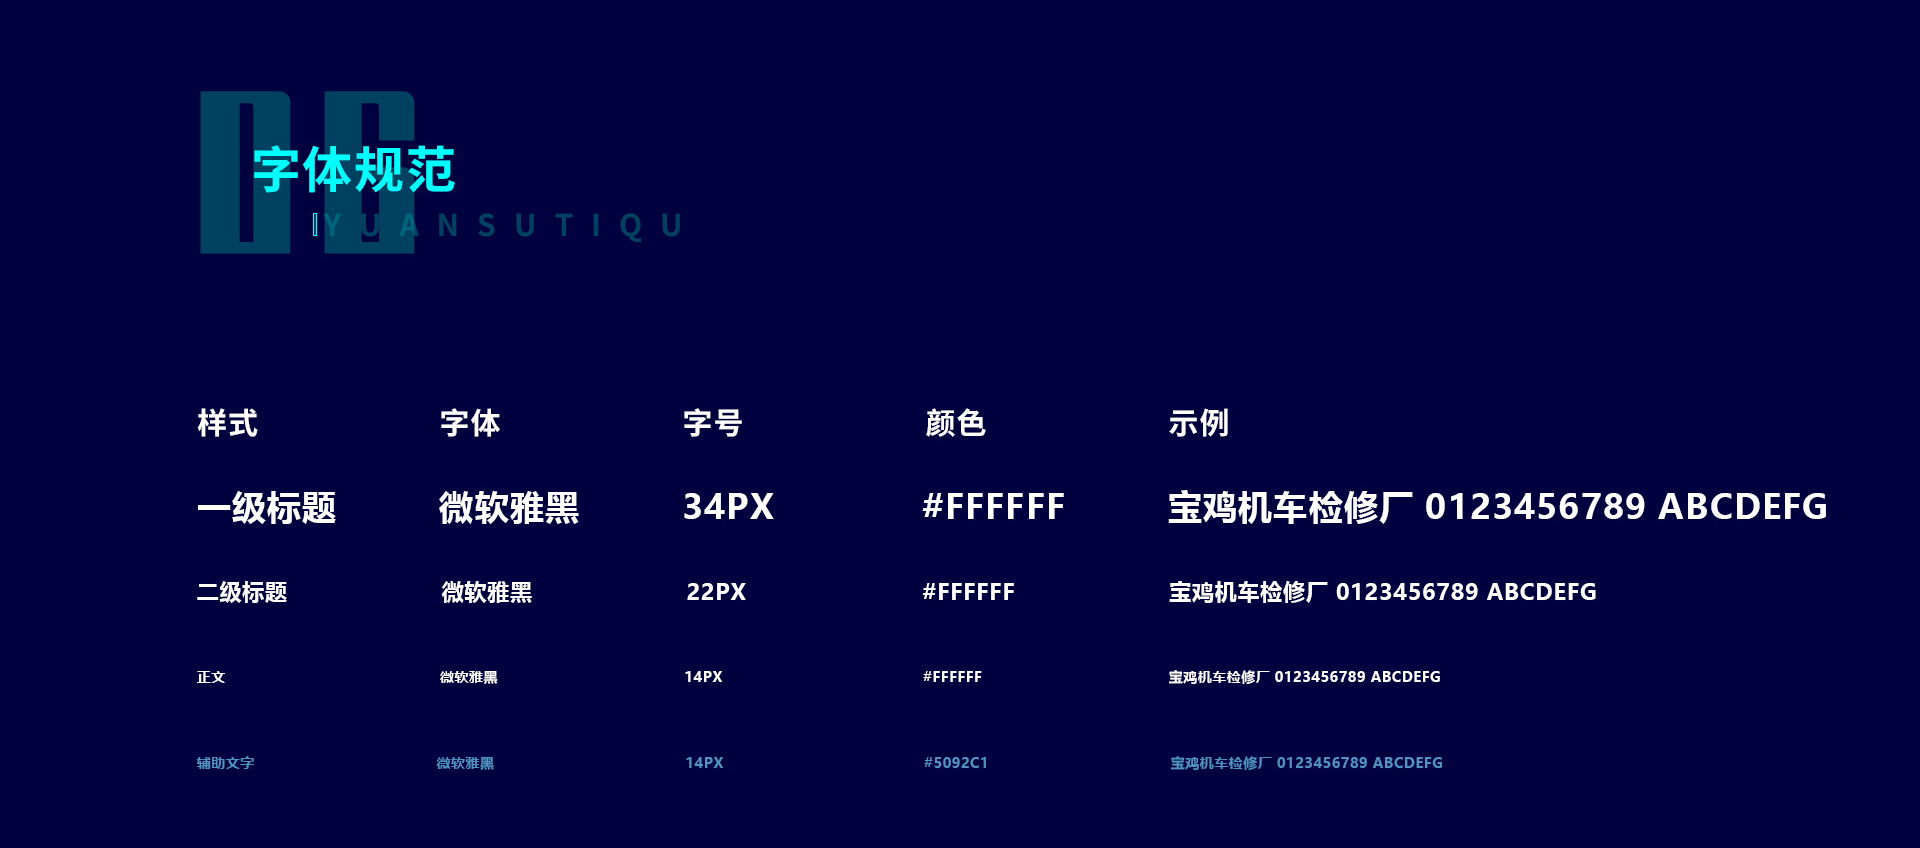 字体规范
YUANSUTIQU
样式 字体 字号 颜色 示例
一级标题 微软雅黑 34PX #FFFFFF 宝鸡机车检修厂 0123456789 ABCDEFG
二级标题 微软雅黑 22PX #FFFFFF 宝鸡机车检修厂 0123456789 ABCDEFG
正文 微软雅黑 14PX #FFFFFF 宝鸡机车检修厂 0123456789 ABCDEFG
辅助文字 微软雅黑 14PX #5092C1 宝鸡机车检修厂 0123456789 ABCDEFG